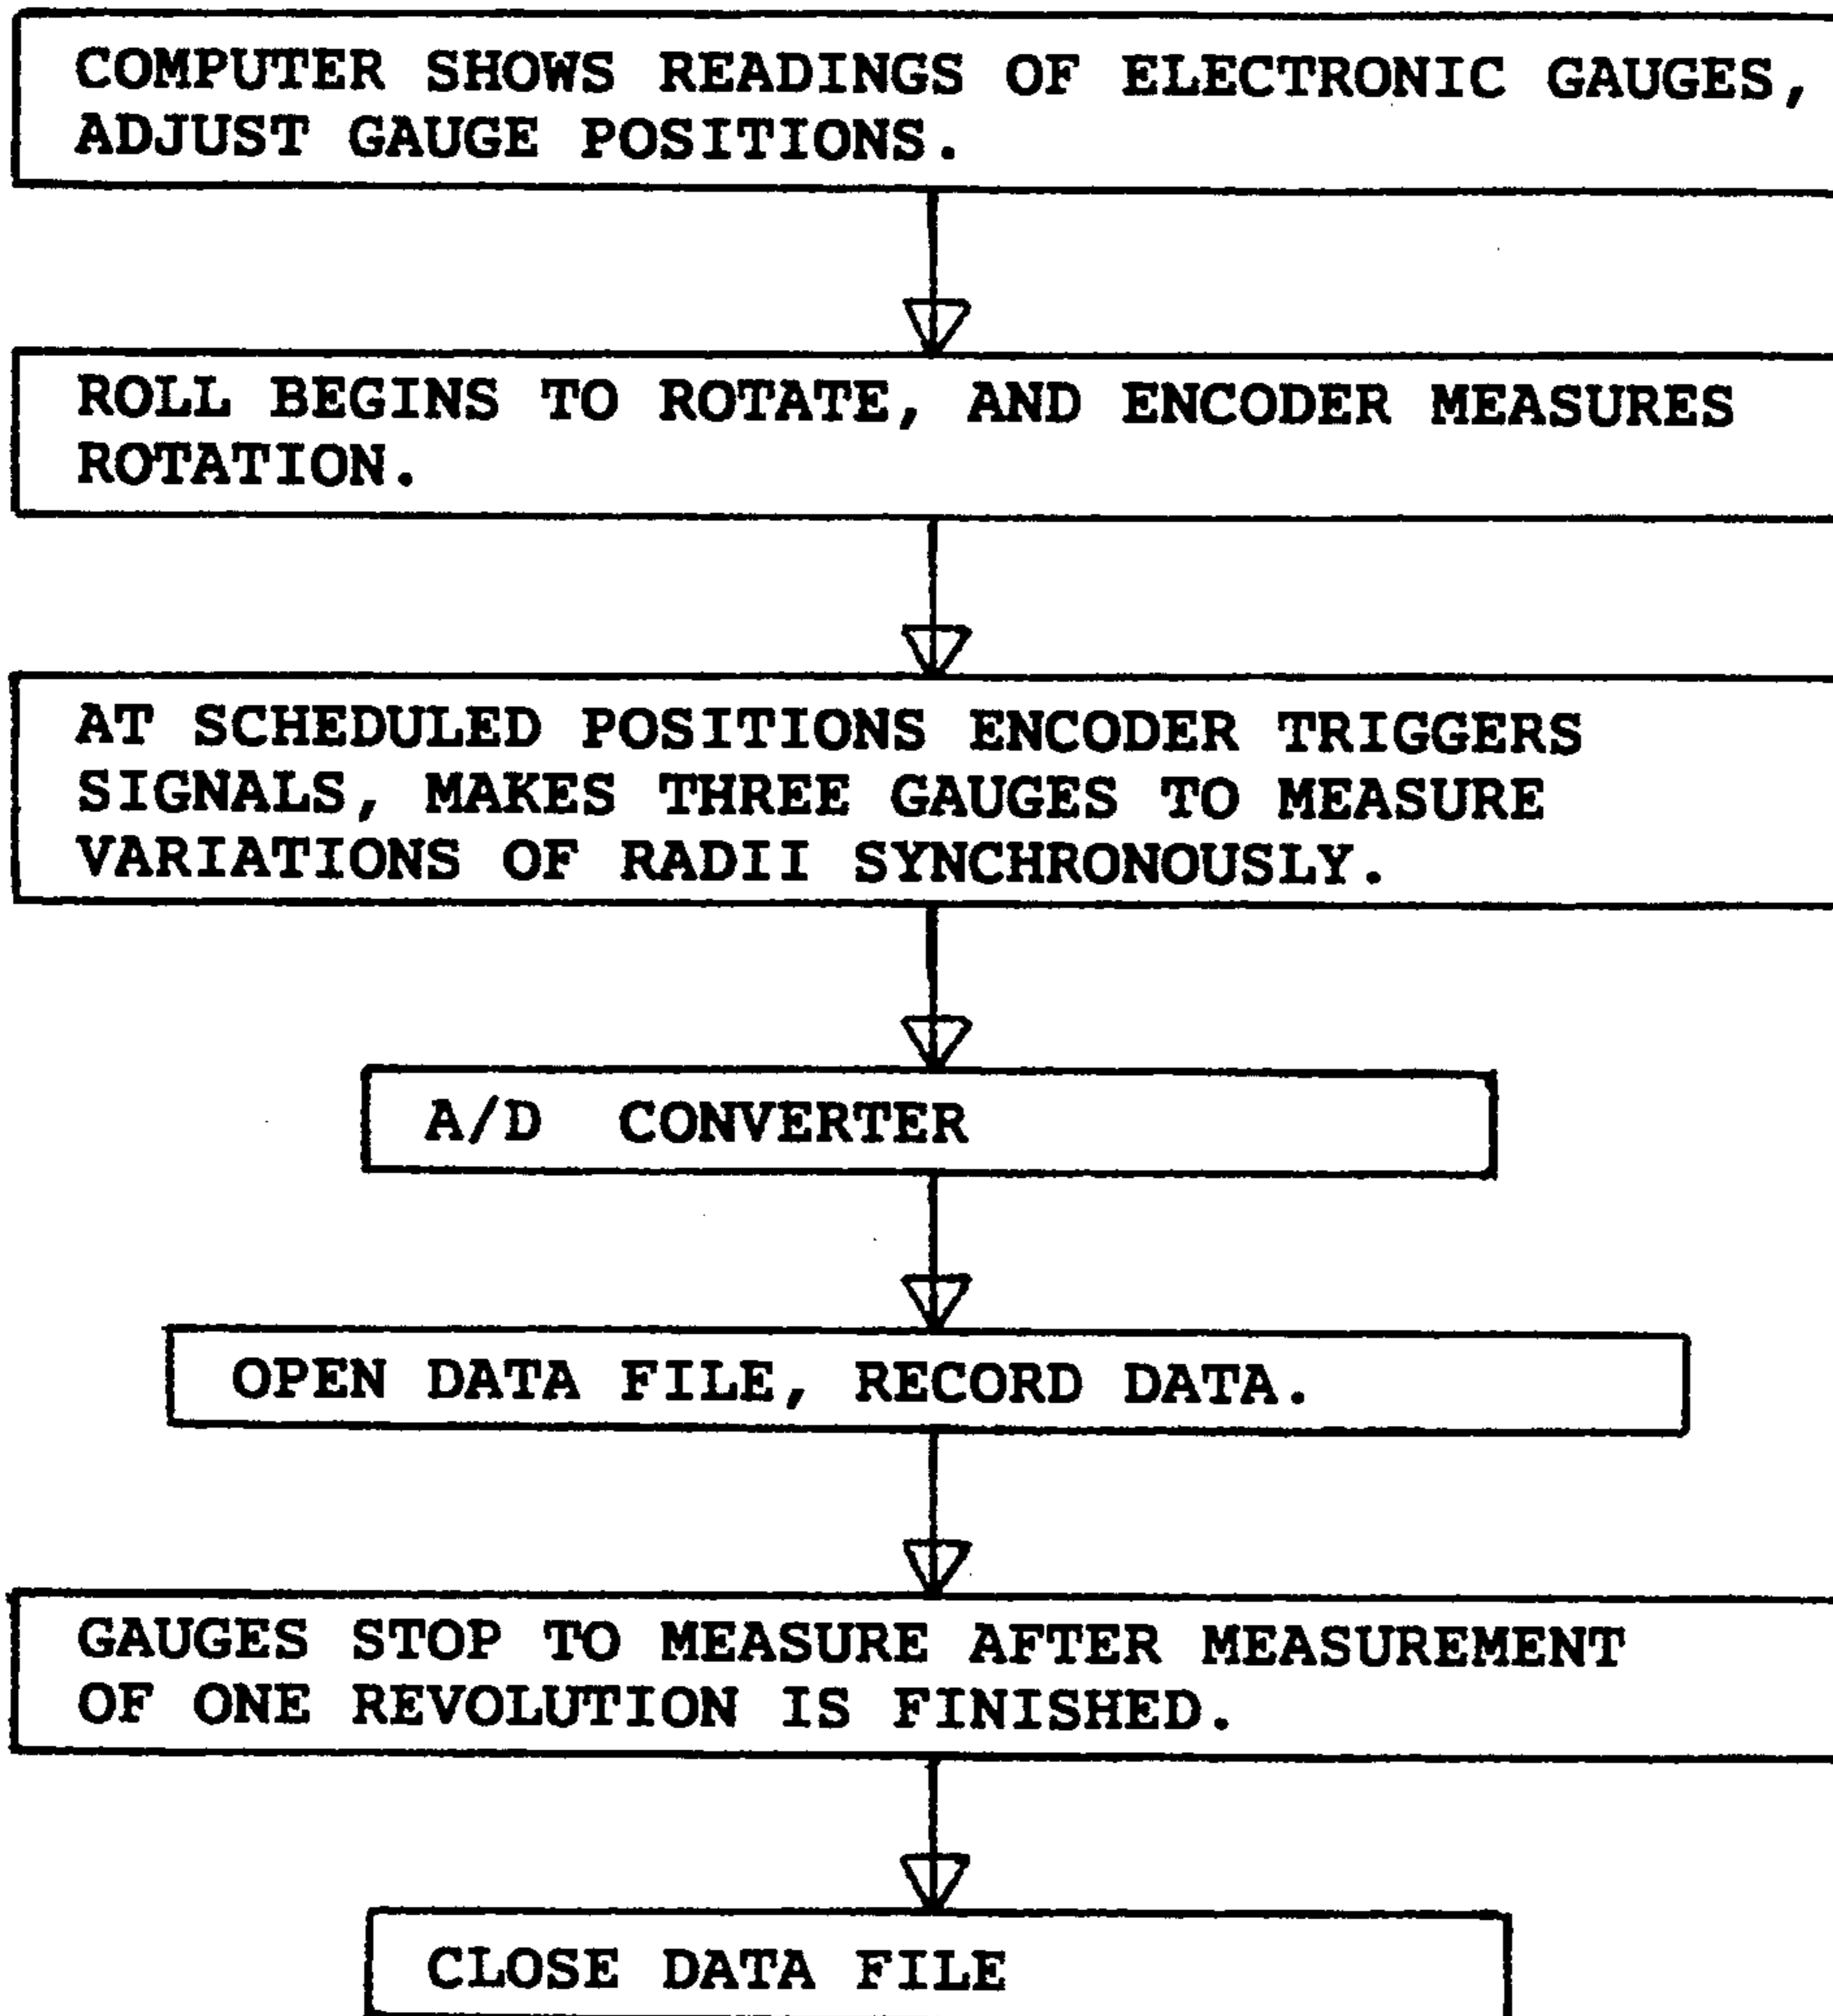 COMPUTER SHOWS READINGS OF ELECTRONIC GAUGES,
ADJUST GAUGE POSITIONS.
ROLL BEGINS TO ROTATE, AND ENCODER MEASURES
ROTATION.
AT SCHEDULED POSITIONS ENCODER TRIGGERS
SIGNALS, MAKES THREE GAUGES TO MEASURE
VARIATIONS OF RADII SYNCHRONOUSLY.
A/D CONVERTER
OPEN DATA FILE, RECORD DATA.
GAUGES STOP TO MEASURE AFTER MEASUREMENT
OF ONE REVOLUTION IS FINISHED.
CLOSE DATA FILE